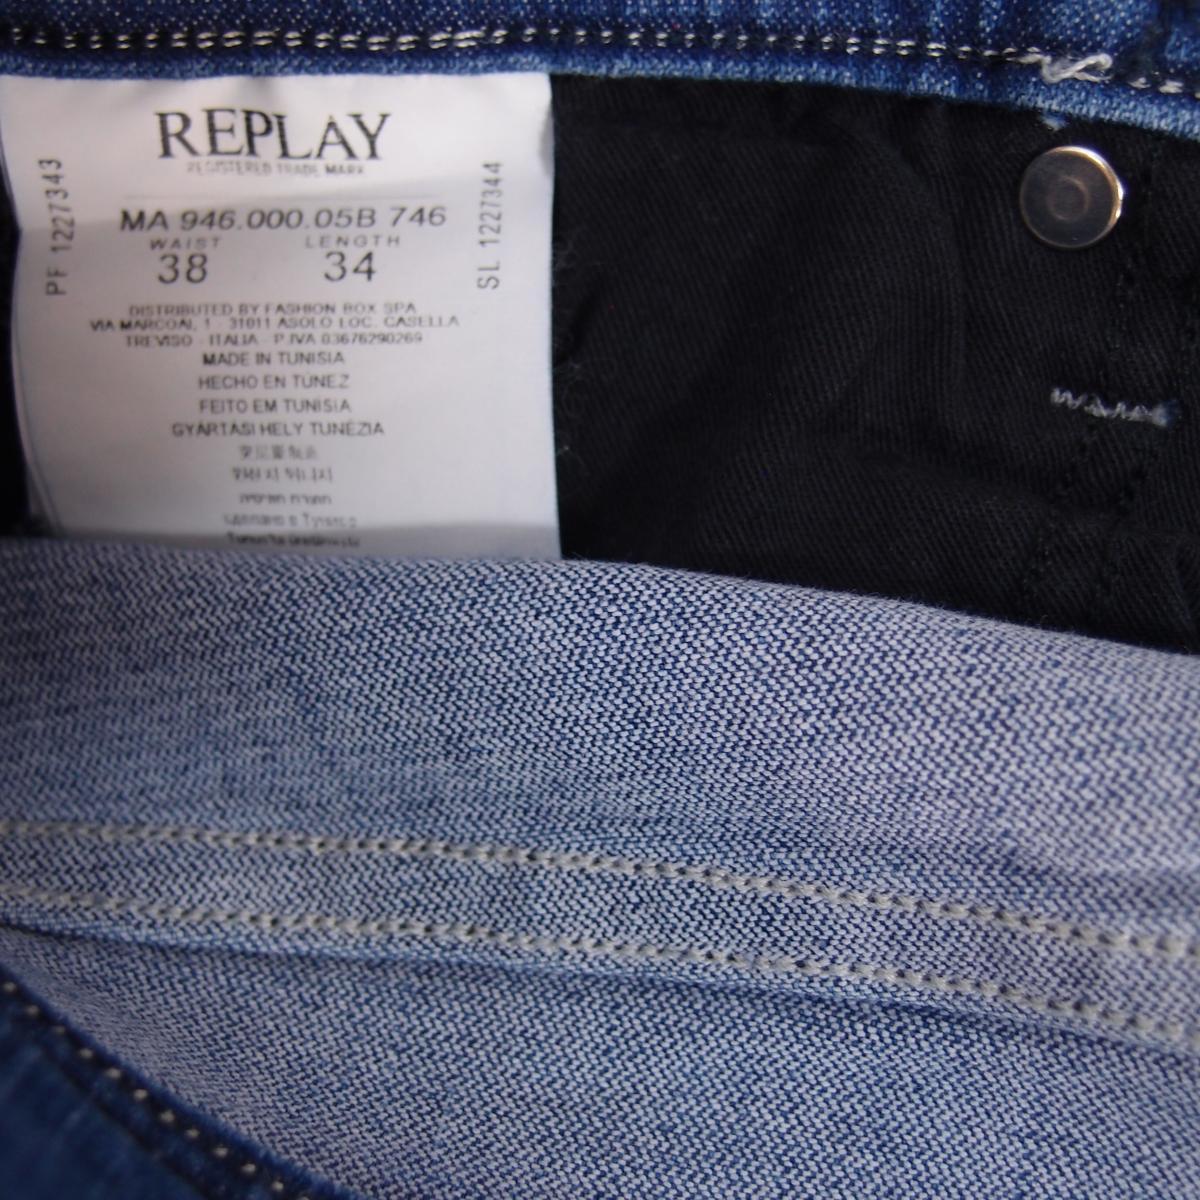 REPLAY
REGISTERED TRADE MARK
PF 1227343
SL 1227344
MA 946.000.05B 746
WAIST LENGTH
38 34
DISTRIBUTED BY FASHION BOX SPA
VIA MARCONI, 1 - 31011 ASOLO LOC. CASELLA
TREVISO - ITALIA - P.IVA 03676290269
MADE IN TUNISIA
HECHO EN TÚNEZ
FEITO EM TUNÍSIA
GYÁRTÁSI HELY TUNÉZIA